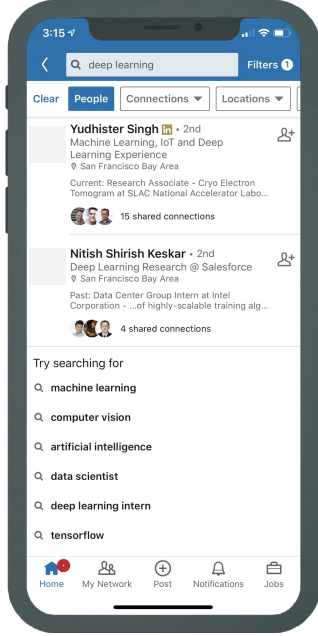 3:15
deep learning
Filters 1
Clear People Connections Locations
Yudhister Singh in • 2nd
Machine Learning, IoT and Deep
Learning Experience
San Francisco Bay Area
Current: Research Associate - Cryo Electron
Tomogram at SLAC National Accelerator Labo...
15 shared connections
Nitish Shirish Keskar • 2nd
Deep Learning Research @ Salesforce
San Francisco Bay Area
Past: Data Center Group Intern at Intel
Corporation - ...of highly-scalable training alg...
4 shared connections
Try searching for
machine learning
computer vision
artificial intelligence
data scientist
deep learning intern
tensorflow
Home My Network Post Notifications Jobs